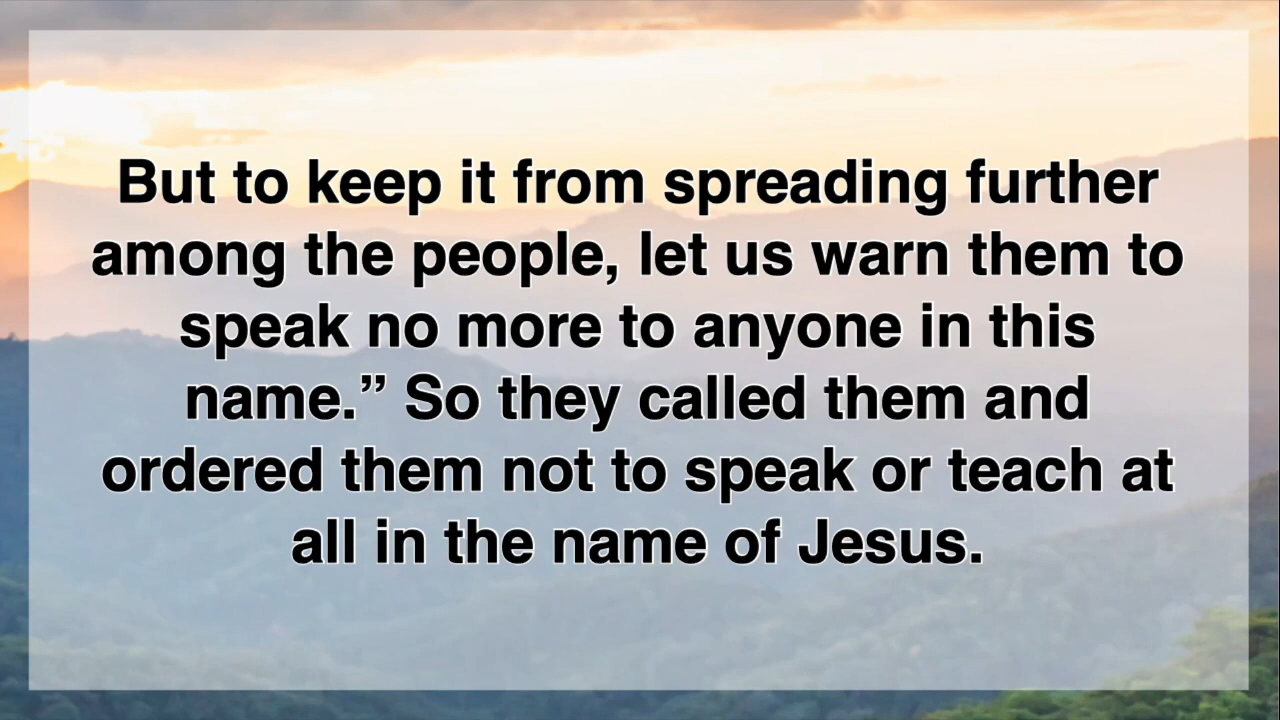 But to keep it from spreading further
among the people, let us warn them to
speak no more to anyone in this
name.” So they called them and
ordered them not to speak or teach at
all in the name of Jesus.